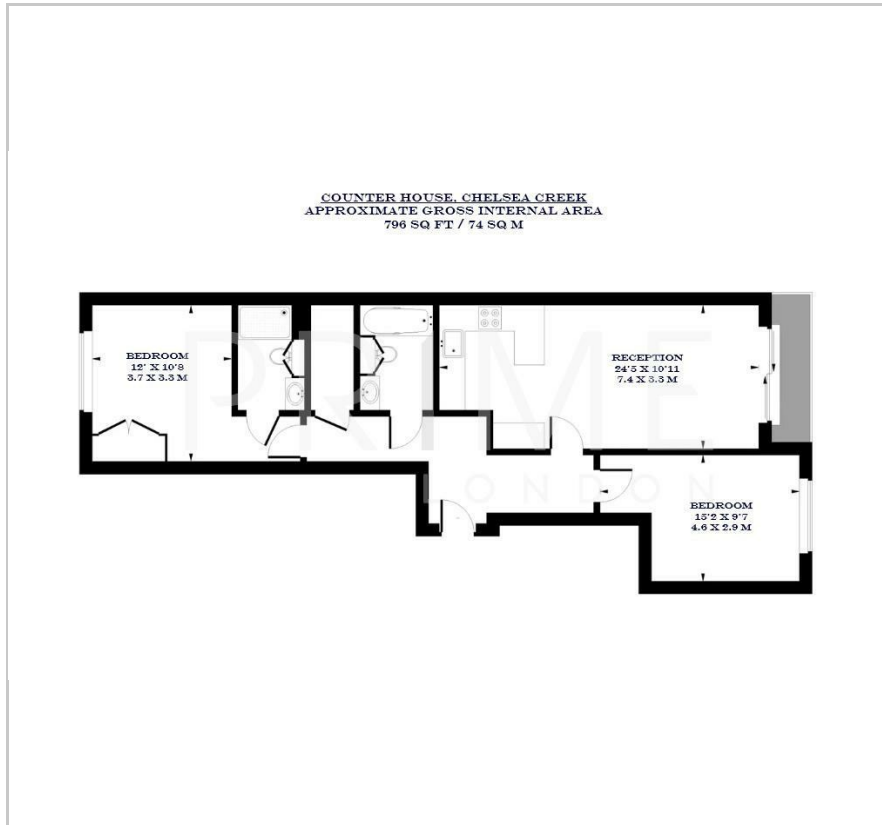 COUNTER HOUSE, CHELSEA CREEK
APPROXIMATE GROSS INTERNAL AREA
796 SQ FT / 74 SQ M
BEDROOM
12' X 10'8
3.7 X 3.3 M
RECEPTION
24'5 X 10'11
7.4 X 3.3 M
PRIME
LONDON
BEDROOM
15'2 X 9'7
4.6 X 2.9 M